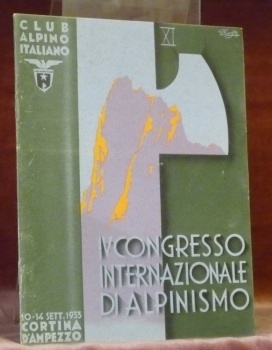 CLUB
ALPINO
ITALIANO
XI
V CONGRESSO
INTERNAZIONALE
DI ALPINISMO
10-14 SETT. 1933
CORTINA
D'AMPEZZO